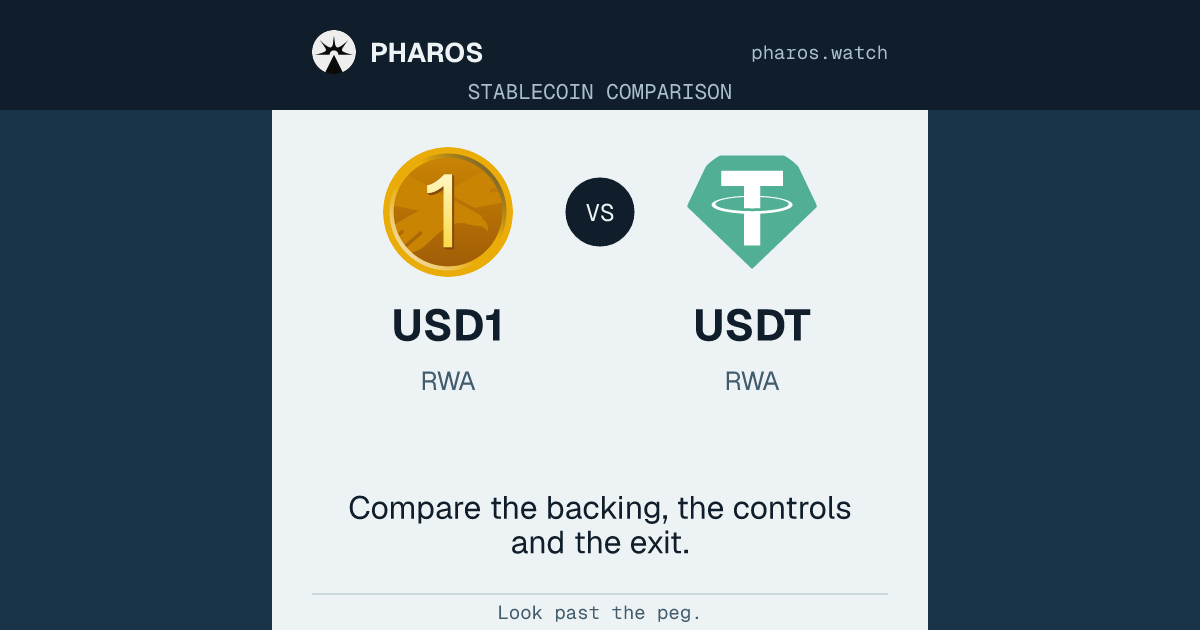 PHAROS
pharos.watch
STABLECOIN COMPARISON
1
VS
T
USD1
USDT
RWA
RWA
Compare the backing, the controls
and the exit.
Look past the peg.